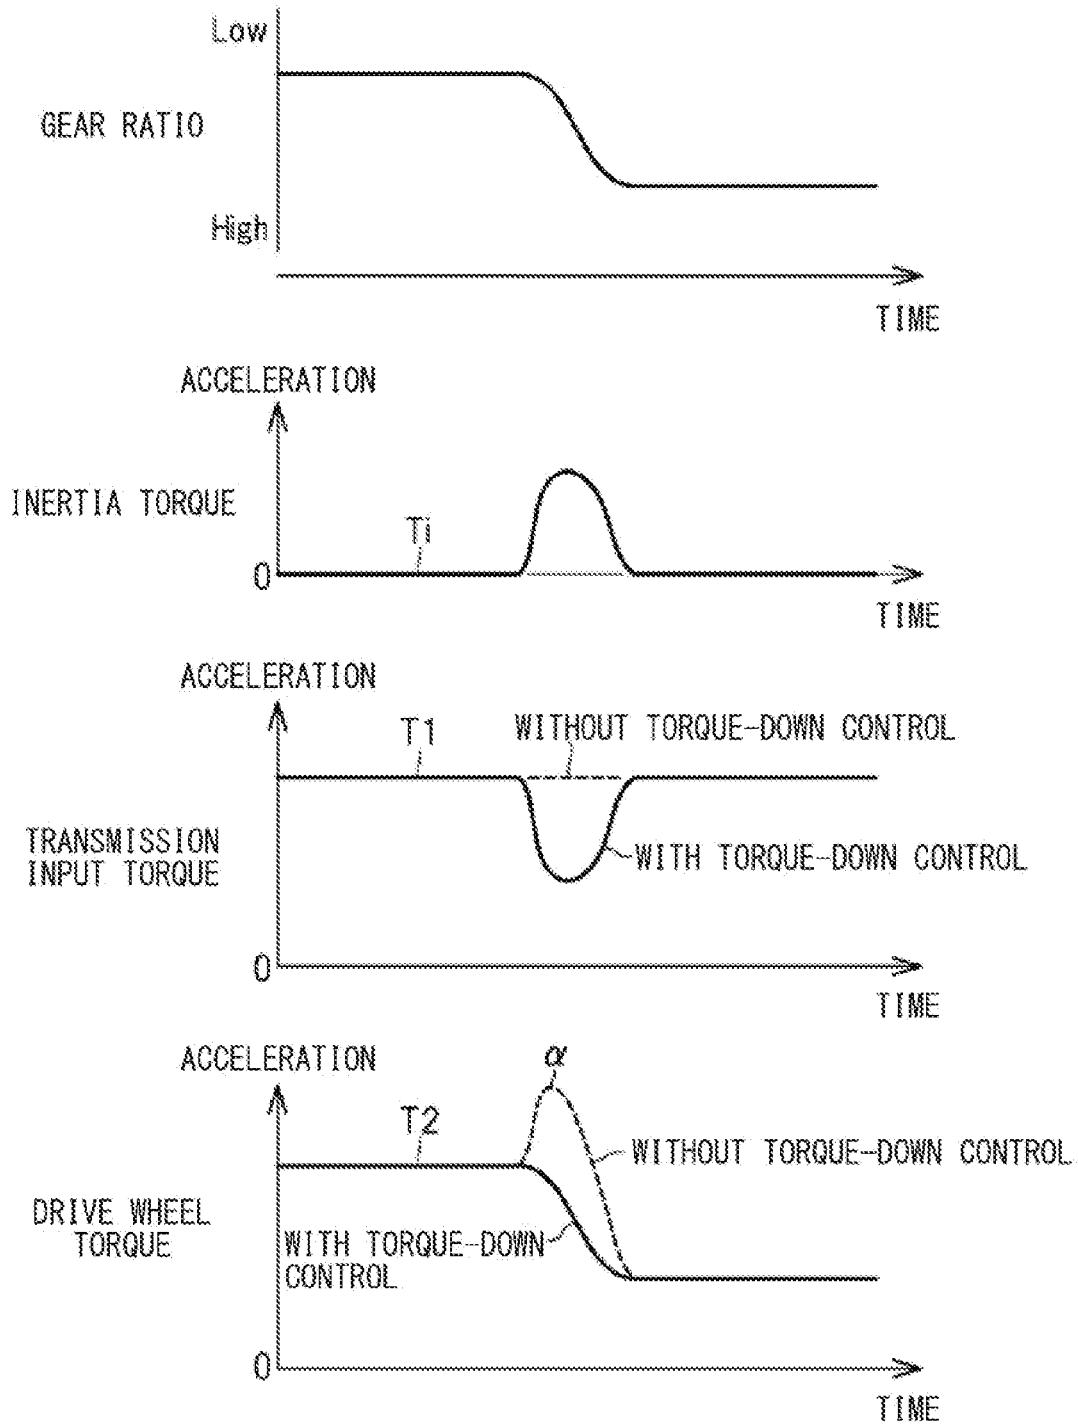 Low
GEAR RATIO
High
TIME
ACCELERATION
INERTIA TORQUE
Ti
0
TIME
ACCELERATION
T1
WITHOUT TORQUE-DOWN CONTROL
TRANSMISSION
INPUT TORQUE
WITH TORQUE-DOWN CONTROL
0
TIME
ACCELERATION
α
T2
WITHOUT TORQUE-DOWN CONTROL
DRIVE WHEEL
TORQUE
WITH TORQUE-DOWN
CONTROL
0
TIME